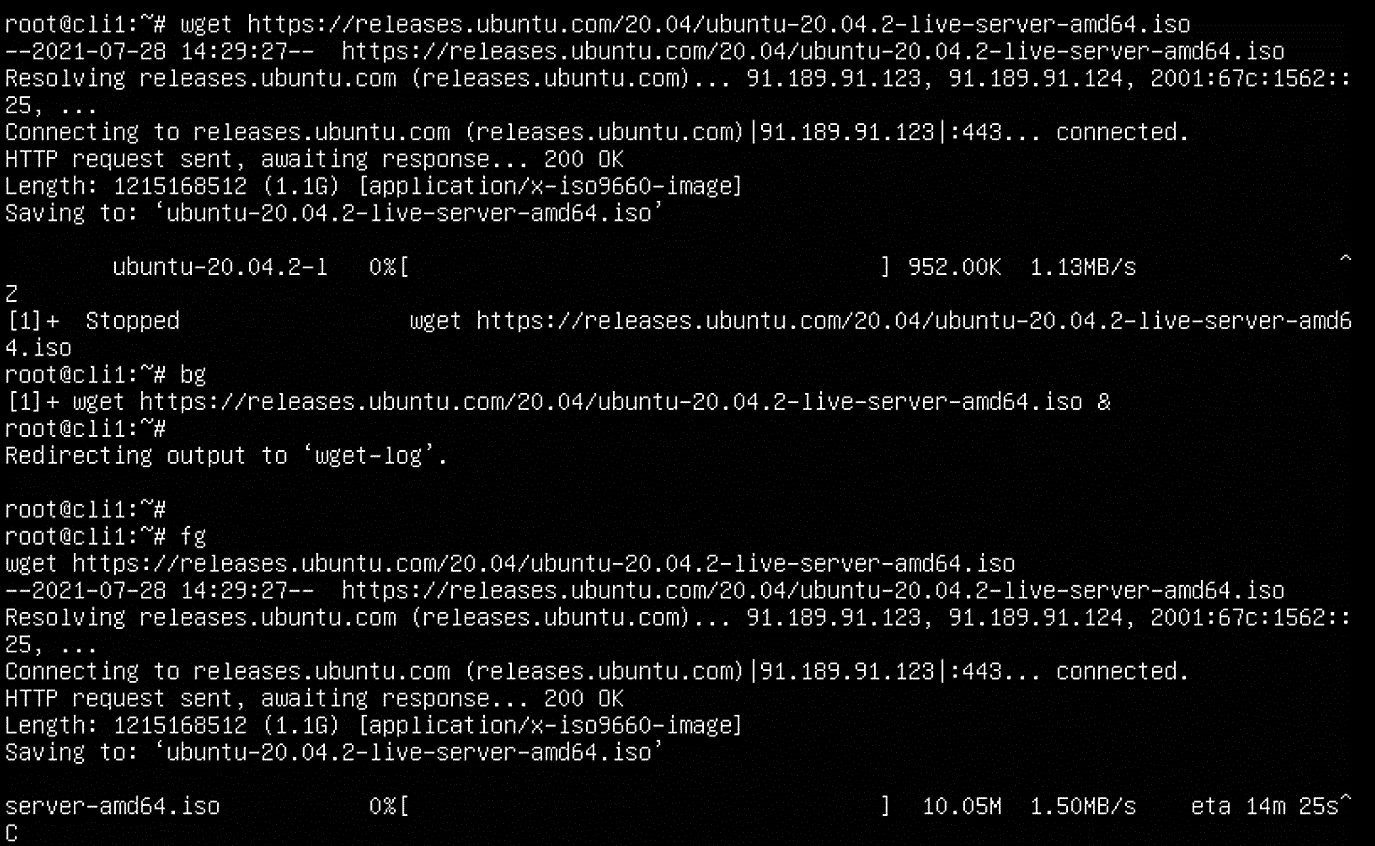 root@cli1:~# wget https://releases.ubuntu.com/20.04/ubuntu-20.04.2-live-server-amd64.iso
--2021-07-28 14:29:27--  https://releases.ubuntu.com/20.04/ubuntu-20.04.2-live-server-amd64.iso
Resolving releases.ubuntu.com (releases.ubuntu.com)... 91.189.91.123, 91.189.91.124, 2001:67c:1562::
25, ...
Connecting to releases.ubuntu.com (releases.ubuntu.com)|91.189.91.123|:443... connected.
HTTP request sent, awaiting response... 200 OK
Length: 1215168512 (1.1G) [application/x-iso9660-image]
Saving to: ‘ubuntu-20.04.2-live-server-amd64.iso’
        ubuntu-20.04.2-l   0%[                                   ] 952.00K  1.13MB/s               ^
Z
[1]+  Stopped                 wget https://releases.ubuntu.com/20.04/ubuntu-20.04.2-live-server-amd6
4.iso
root@cli1:~# bg
[1]+ wget https://releases.ubuntu.com/20.04/ubuntu-20.04.2-live-server-amd64.iso &
root@cli1:~#
Redirecting output to ‘wget-log’.
root@cli1:~#
root@cli1:~# fg
wget https://releases.ubuntu.com/20.04/ubuntu-20.04.2-live-server-amd64.iso
--2021-07-28 14:29:27--  https://releases.ubuntu.com/20.04/ubuntu-20.04.2-live-server-amd64.iso
Resolving releases.ubuntu.com (releases.ubuntu.com)... 91.189.91.123, 91.189.91.124, 2001:67c:1562::
25, ...
Connecting to releases.ubuntu.com (releases.ubuntu.com)|91.189.91.123|:443... connected.
HTTP request sent, awaiting response... 200 OK
Length: 1215168512 (1.1G) [application/x-iso9660-image]
Saving to: ‘ubuntu-20.04.2-live-server-amd64.iso’
server-amd64.iso           0%[                                   ]  10.05M  1.50MB/s    eta 14m 25s^
C